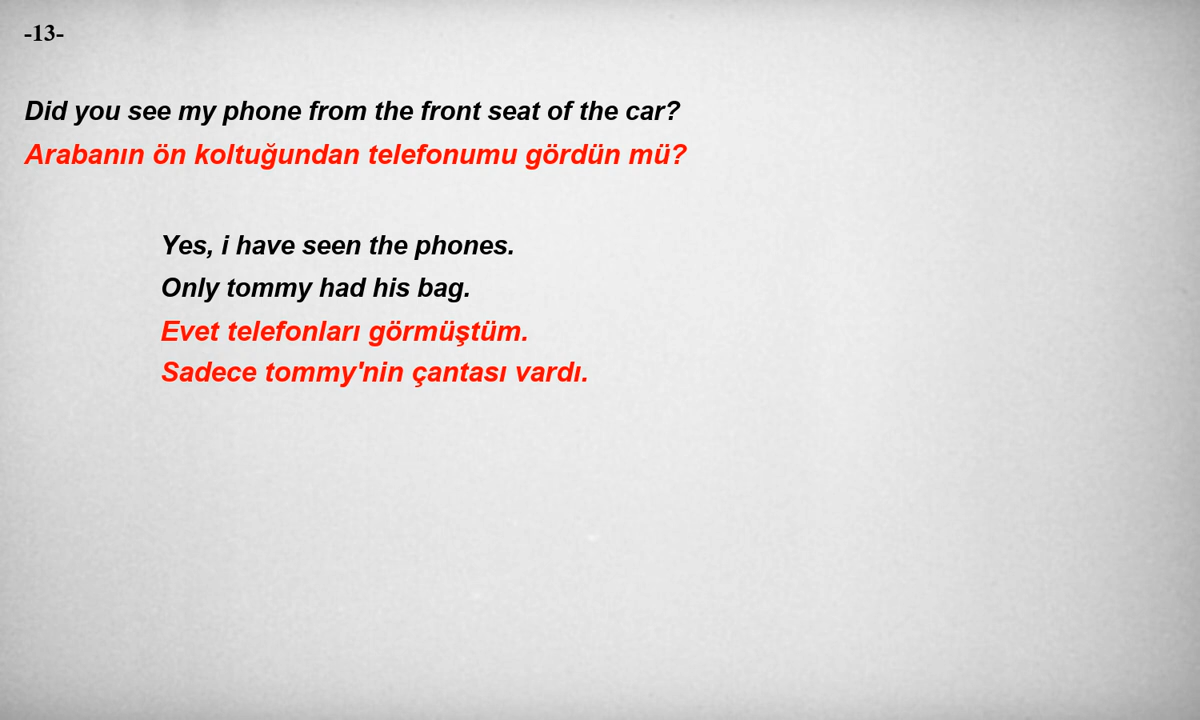 -13-
Did you see my phone from the front seat of the car?
Arabanın ön koltuğundan telefonumu gördün mü?
Yes, i have seen the phones.
Only tommy had his bag.
Evet telefonları görmüştüm.
Sadece tommy'nin çantası vardı.